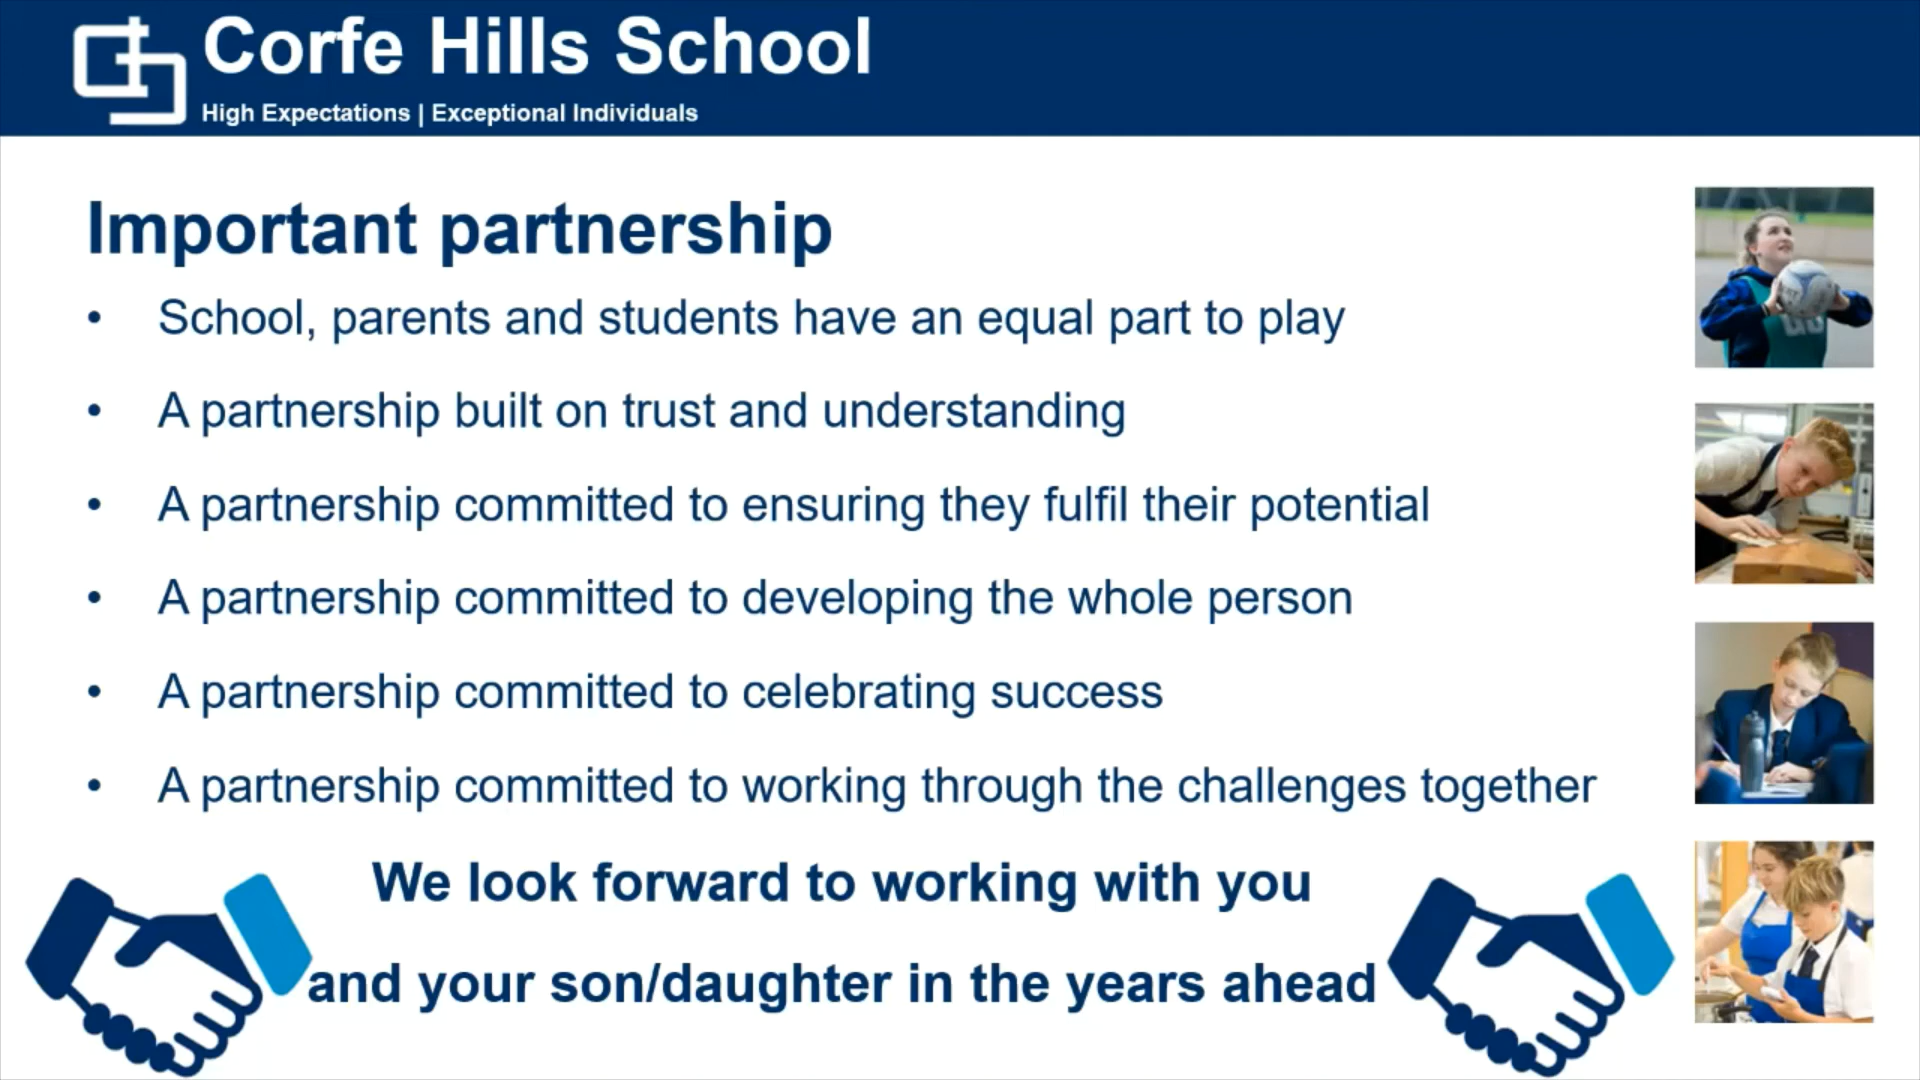 Corfe Hills School
High Expectations | Exceptional Individuals
Important partnership
• School, parents and students have an equal part to play
• A partnership built on trust and understanding
• A partnership committed to ensuring they fulfil their potential
• A partnership committed to developing the whole person
• A partnership committed to celebrating success
• A partnership committed to working through the challenges together
We look forward to working with you
and your son/daughter in the years ahead